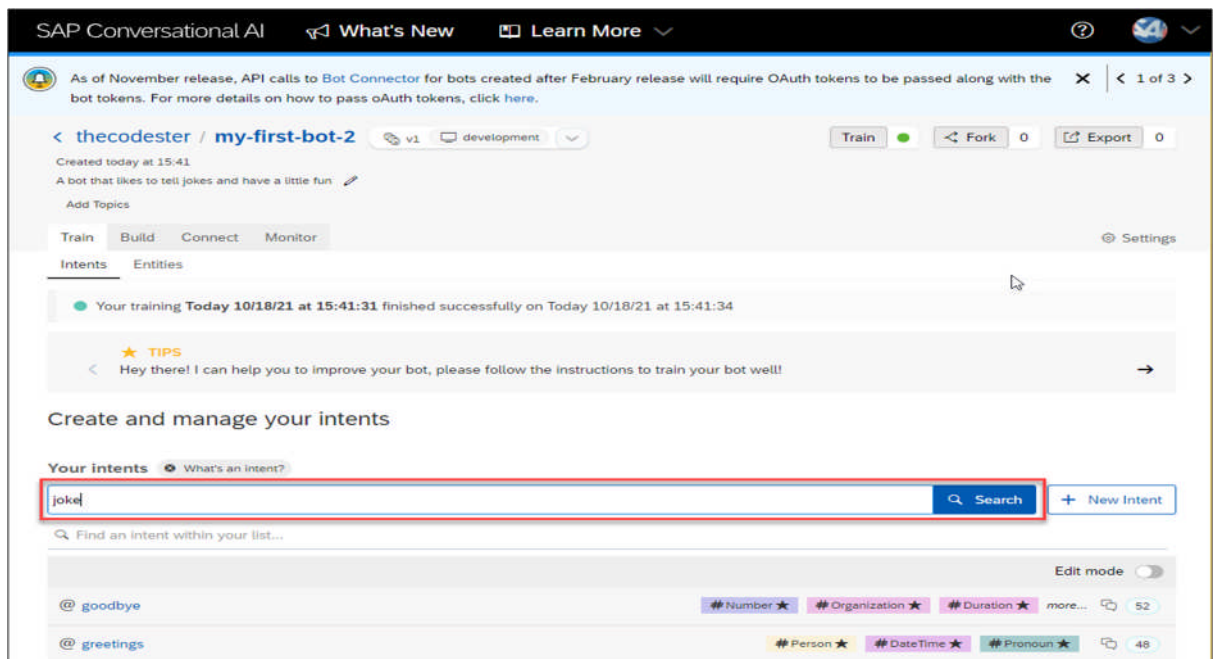 SAP Conversational AI What's New Learn More
As of November release, API calls to Bot Connector for bots created after February release will require OAuth tokens to be passed along with the
bot tokens. For more details on how to pass oAuth tokens, click here.
1 of 3
thecodester / my-first-bot-2 v1 development Train Fork 0 Export 0
Created today at 15:41
A bot that likes to tell jokes and have a little fun
Add Topics
Train Build Connect Monitor Settings
Intents Entities
Your training Today 10/18/21 at 15:41:31 finished successfully on Today 10/18/21 at 15:41:34
TIPS
Hey there! I can help you to improve your bot, please follow the instructions to train your bot well!
Create and manage your intents
Your intents What's an intent?
joke Search + New Intent
Find an intent within your list...
Edit mode
@ goodbye #Number #Organization #Duration more... 52
@ greetings #Person #DateTime #Pronoun 48